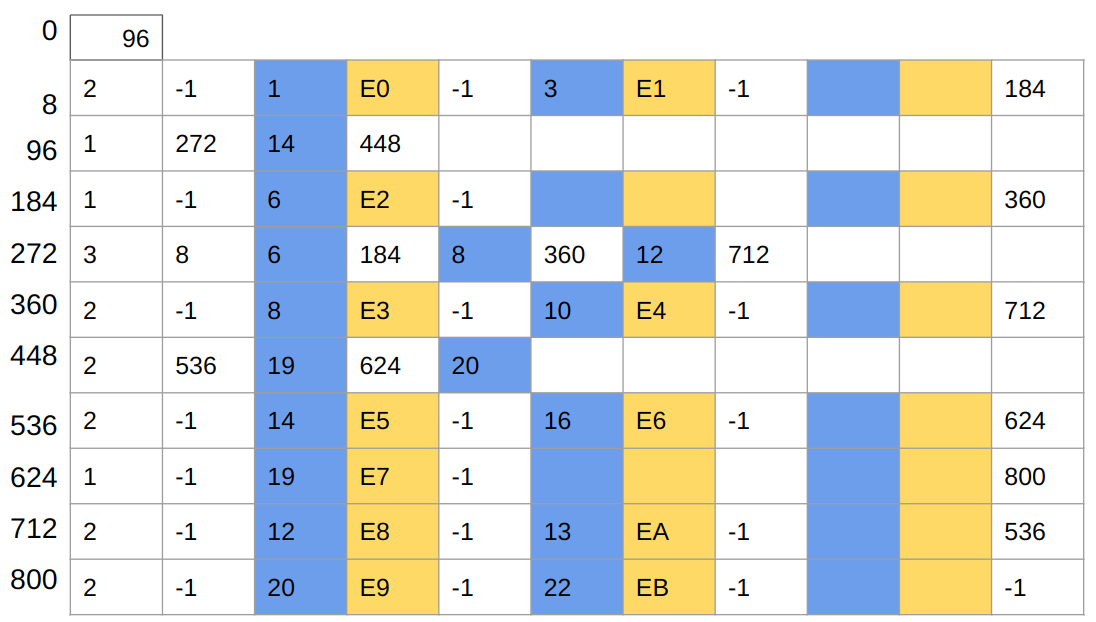 0 96
8 2 -1 1 E0 -1 3 E1 -1 184
96 1 272 14 448
184 1 -1 6 E2 -1 360
272 3 8 6 184 8 360 12 712
360 2 -1 8 E3 -1 10 E4 -1 712
448 2 536 19 624 20
536 2 -1 14 E5 -1 16 E6 -1 624
624 1 -1 19 E7 -1 800
712 2 -1 12 E8 -1 13 EA -1 536
800 2 -1 20 E9 -1 22 EB -1 -1